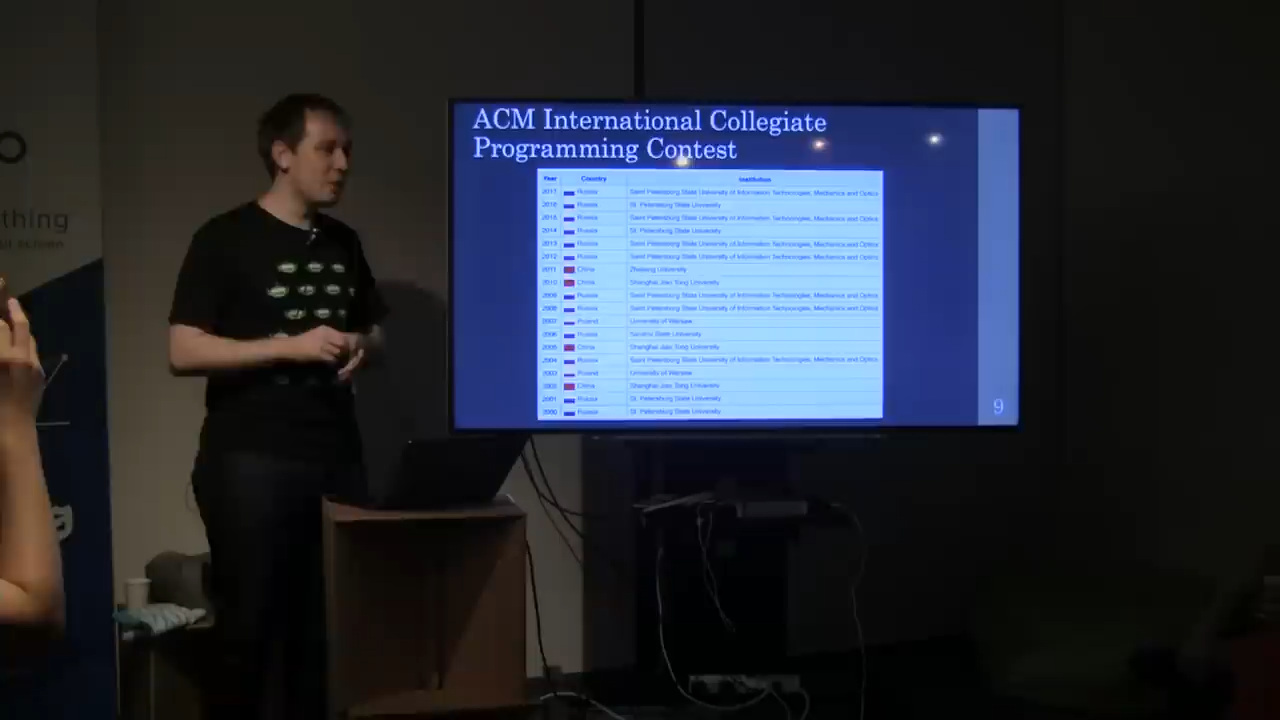 thing
ACM International Collegiate
Programming Contest
Year Country Institution
2017 Russia Saint Petersburg State University of Information Technologies, Mechanics and Optics
2016 Russia St. Petersburg State University
2015 Russia Saint Petersburg State University of Information Technologies, Mechanics and Optics
2014 Russia St. Petersburg State University
2013 Russia Saint Petersburg State University of Information Technologies, Mechanics and Optics
2012 Russia Saint Petersburg State University of Information Technologies, Mechanics and Optics
2011 China Zhejiang University
2010 China Shanghai Jiao Tong University
2009 Russia Saint Petersburg State University of Information Technologies, Mechanics and Optics
2008 Russia Saint Petersburg State University of Information Technologies, Mechanics and Optics
2007 Poland University of Warsaw
2006 Russia Saratov State University
2005 China Shanghai Jiao Tong University
2004 Russia Saint Petersburg State University of Information Technologies, Mechanics and Optics
2003 Poland University of Warsaw
2002 China Shanghai Jiao Tong University
2001 Russia St. Petersburg State University
2000 Russia St. Petersburg State University
9